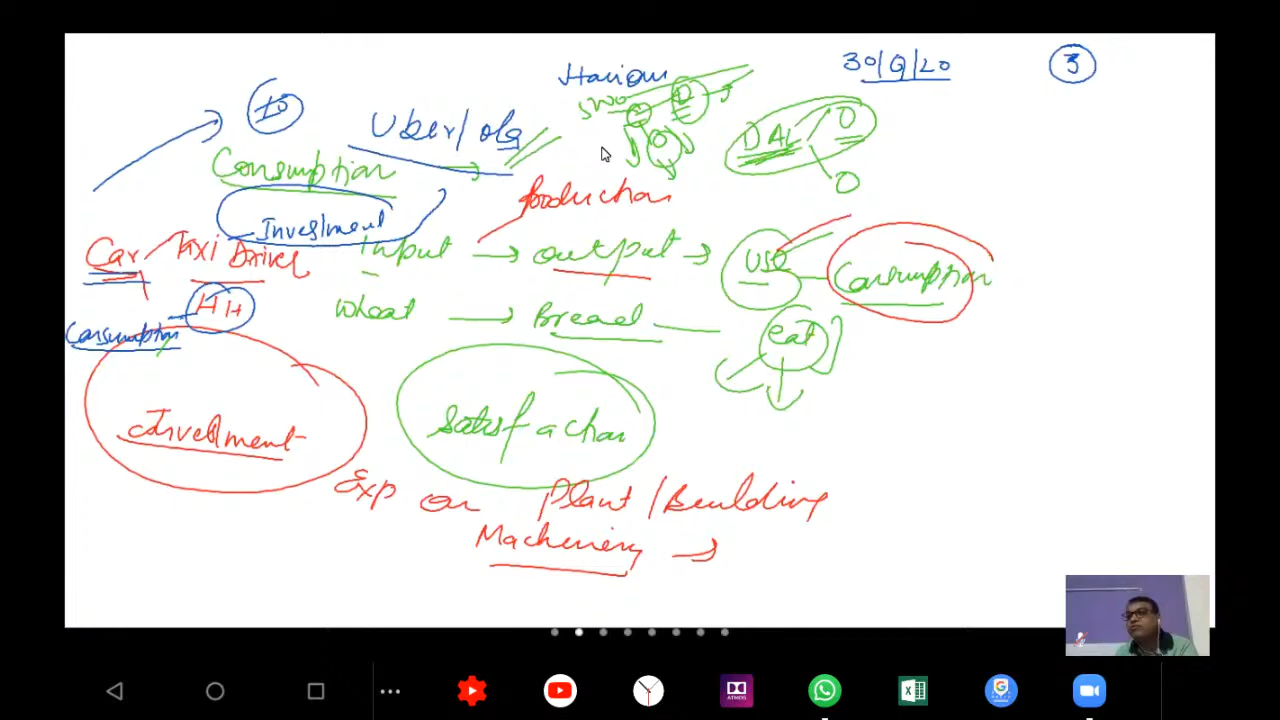 30/9/20 3
10 Uber/Ola
DAL
Consumption
Production
Investment
Car Taxi Driver Input output USE Consumption
HH
Wheat Bread eat
Consumption
Investment Satisfaction
Exp on Plant/Building
Machinery